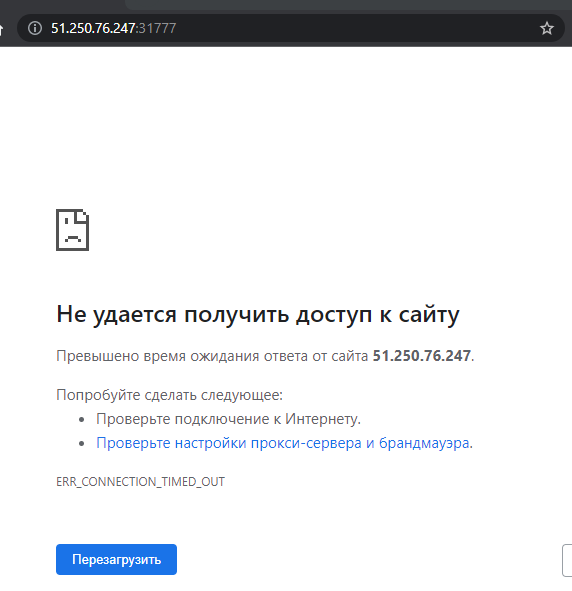 51.250.76.247:31777
Не удается получить доступ к сайту
Превышено время ожидания ответа от сайта 51.250.76.247.
Попробуйте сделать следующее:
• Проверьте подключение к Интернету.
• Проверьте настройки прокси-сервера и брандмауэра.
ERR_CONNECTION_TIMED_OUT
Перезагрузить